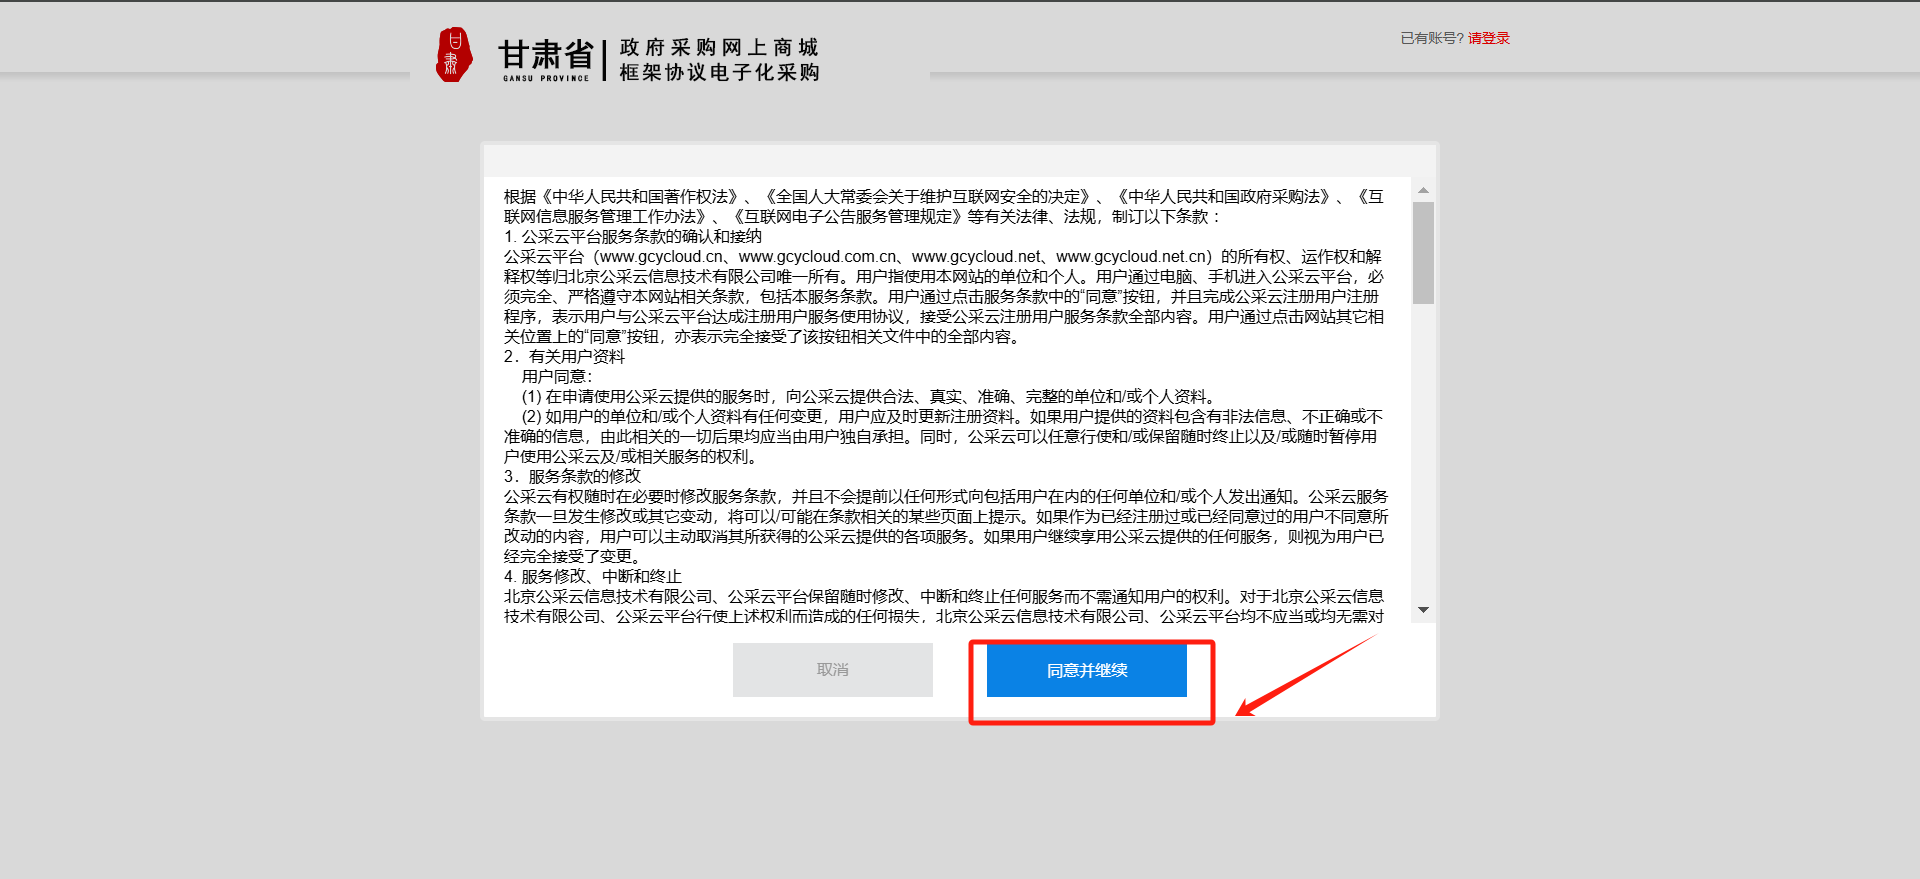 已有账号? 请登录
甘肃
甘肃省
GANSU PROVINCE
政府采购网上商城
框架协议电子化采购
根据《中华人民共和国著作权法》、《全国人大常委会关于维护互联网安全的决定》、《中华人民共和国政府采购法》、《互
联网信息服务管理工作办法》、《互联网电子公告服务管理规定》等有关法律、法规，制订以下条款：
1. 公采云平台服务条款的确认和接纳
公采云平台（www.gcycloud.cn、www.gcycloud.com.cn、www.gcycloud.net、www.gcycloud.net.cn）的所有权、运作权和解
释权等归北京公采云信息技术有限公司唯一所有。用户指使用本网站的单位和个人。用户通过电脑、手机进入公采云平台，必
须完全、严格遵守本网站相关条款，包括本服务条款。用户通过点击服务条款中的“同意”按钮，并且完成公采云注册用户注册
程序，表示用户与公采云平台达成注册用户服务使用协议，接受公采云注册用户服务条款全部内容。用户通过点击网站其它相
关位置上的“同意”按钮，亦表示完全接受了该按钮相关文件中的全部内容。
2．有关用户资料
用户同意：
(1) 在申请使用公采云提供的服务时，向公采云提供合法、真实、准确、完整的单位和/或个人资料。
(2) 如用户的单位和/或个人资料有任何变更，用户应及时更新注册资料。如果用户提供的资料包含有非法信息、不正确或不
准确的信息，由此相关的一切后果均应当由用户独自承担。同时，公采云可以任意行使和/或保留随时终止以及/或随时暂停用
户使用公采云及/或相关服务的权利。
3．服务条款的修改
公采云有权随时在必要时修改服务条款，并且不会提前以任何形式向包括用户在内的任何单位和/或个人发出通知。公采云服务
条款一旦发生修改或其它变动，将可以/可能在条款相关的某些页面上提示。如果作为已经注册过或已经同意过的用户不同意所
改动的内容，用户可以主动取消其所获得的公采云提供的各项服务。如果用户继续享用公采云提供的任何服务，则视为用户已
经完全接受了变更。
4. 服务修改、中断和终止
北京公采云信息技术有限公司、公采云平台保留随时修改、中断和终止任何服务而不需通知用户的权利。对于北京公采云信息
技术有限公司、公采云平台行使上述权利而造成的任何损失，北京公采云信息技术有限公司、公采云平台均不应当或均无需对
取消
同意并继续